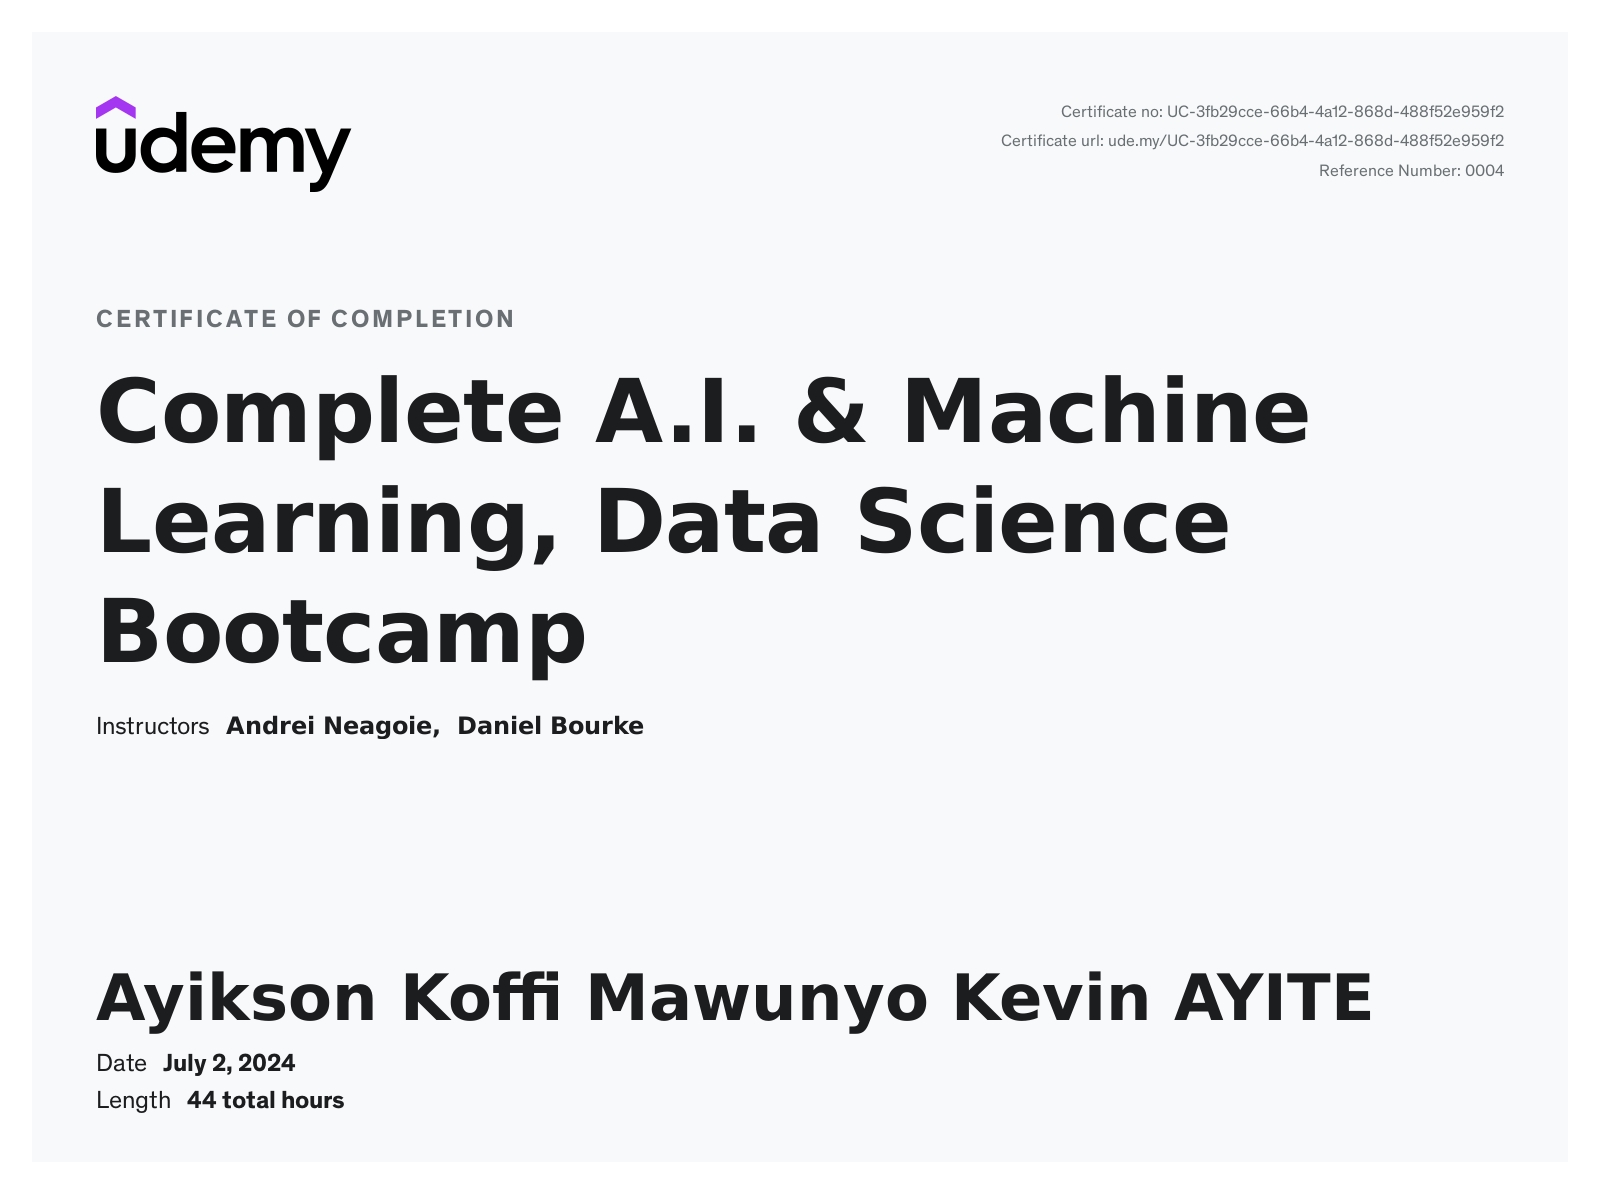 udemy
Certificate no: UC-3fb29cce-66b4-4a12-868d-488f52e959f2
Certificate url: ude.my/UC-3fb29cce-66b4-4a12-868d-488f52e959f2
Reference Number: 0004
CERTIFICATE OF COMPLETION
Complete A.I. & Machine
Learning, Data Science
Bootcamp
Instructors Andrei Neagoie, Daniel Bourke
Ayikson Koffi Mawunyo Kevin AYITE
Date July 2, 2024
Length 44 total hours